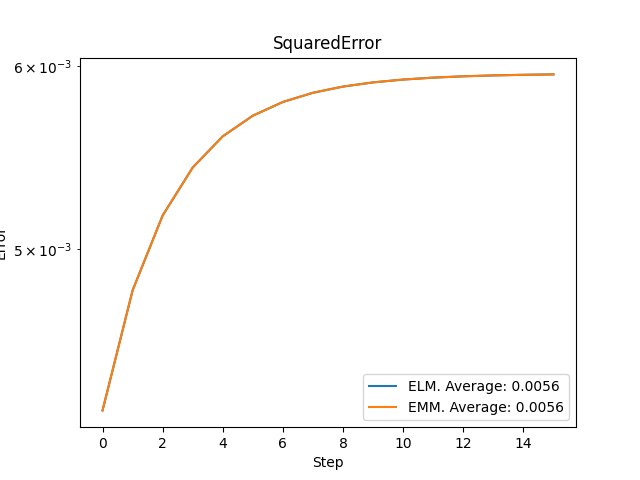 SquaredError
6 × 10⁻³
5 × 10⁻³
Error
ELM. Average: 0.0056
EMM. Average: 0.0056
0 2 4 6 8 10 12 14
Step